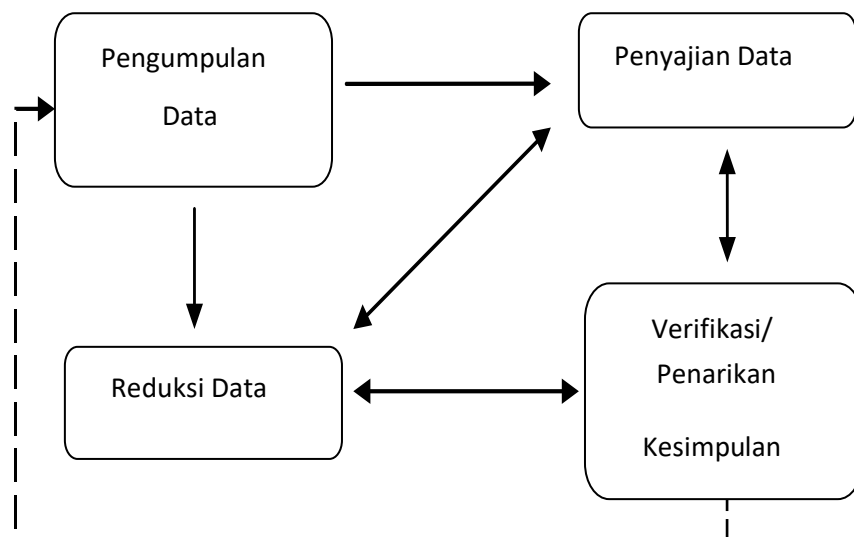 Pengumpulan
Data
Penyajian Data
Reduksi Data
Verifikasi/
Penarikan
Kesimpulan